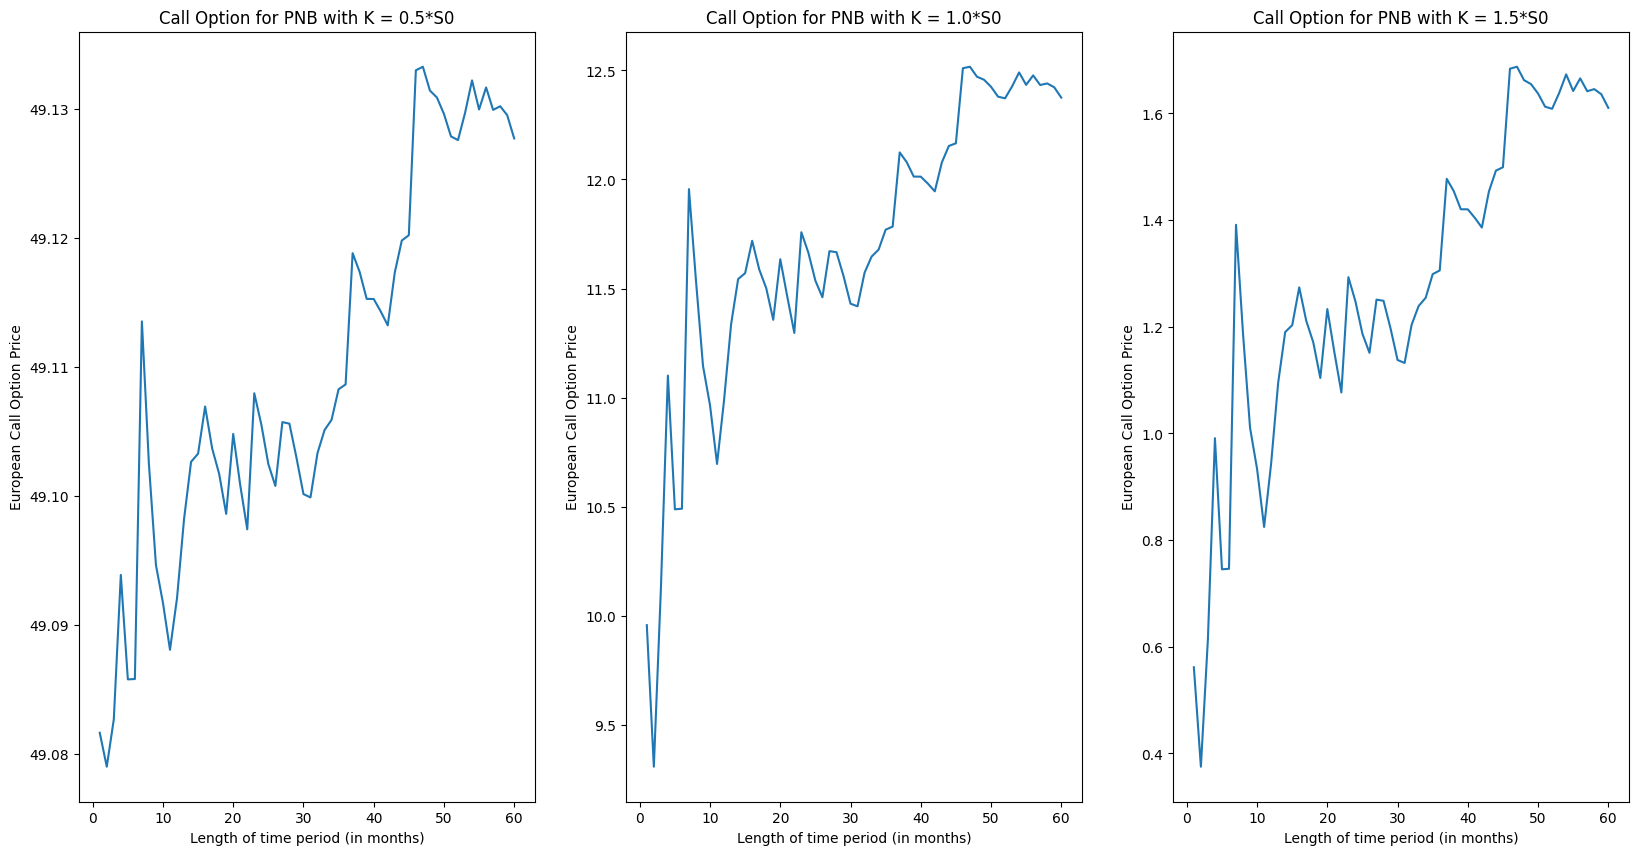 Call Option for PNB with K = 0.5*S0
European Call Option Price
49.13
49.12
49.11
49.10
49.09
49.08
0 10 20 30 40 50 60
Length of time period (in months)
Call Option for PNB with K = 1.0*S0
European Call Option Price
12.5
12.0
11.5
11.0
10.5
10.0
9.5
0 10 20 30 40 50 60
Length of time period (in months)
Call Option for PNB with K = 1.5*S0
European Call Option Price
1.6
1.4
1.2
1.0
0.8
0.6
0.4
0 10 20 30 40 50 60
Length of time period (in months)